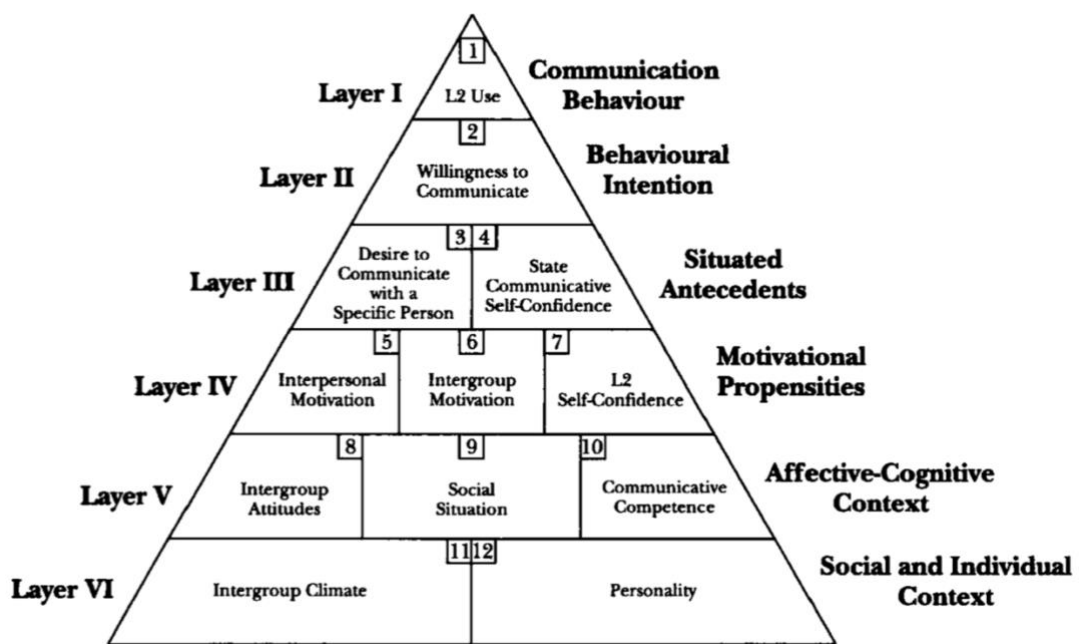 1
Layer I
L2 Use
Communication
Behaviour
2
Layer II
Willingness to
Communicate
Behavioural
Intention
3 4
Layer III
Desire to
Communicate
with a
Specific Person
State
Communicative
Self-Confidence
Situated
Antecedents
5 6 7
Layer IV
Interpersonal
Motivation
Intergroup
Motivation
L2
Self-Confidence
Motivational
Propensities
8 9 10
Layer V
Intergroup
Attitudes
Social
Situation
Communicative
Competence
Affective-Cognitive
Context
11 12
Layer VI
Intergroup Climate
Personality
Social and Individual
Context